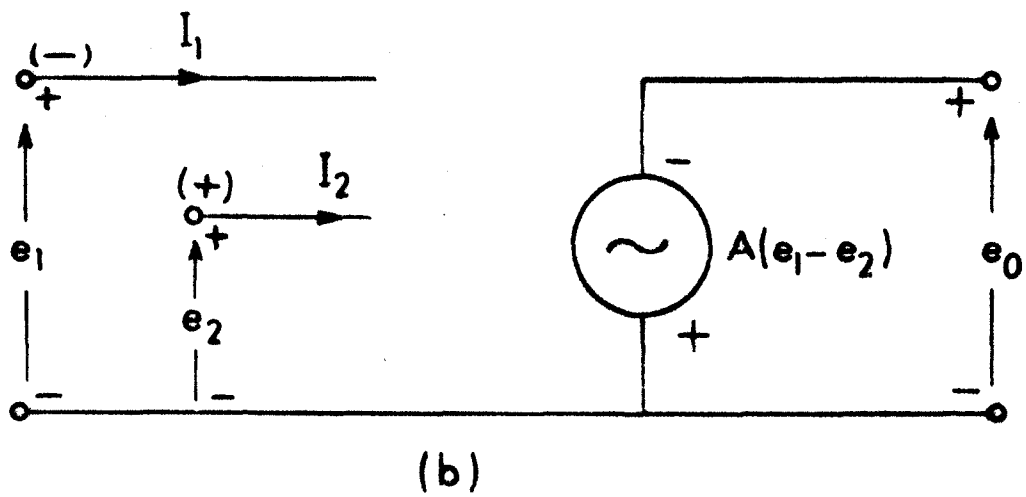 I1
(−)
+
+
−
(+)
I2
+
e1
A(e1 − e2)
e0
e2
+
−
−
−
(b)